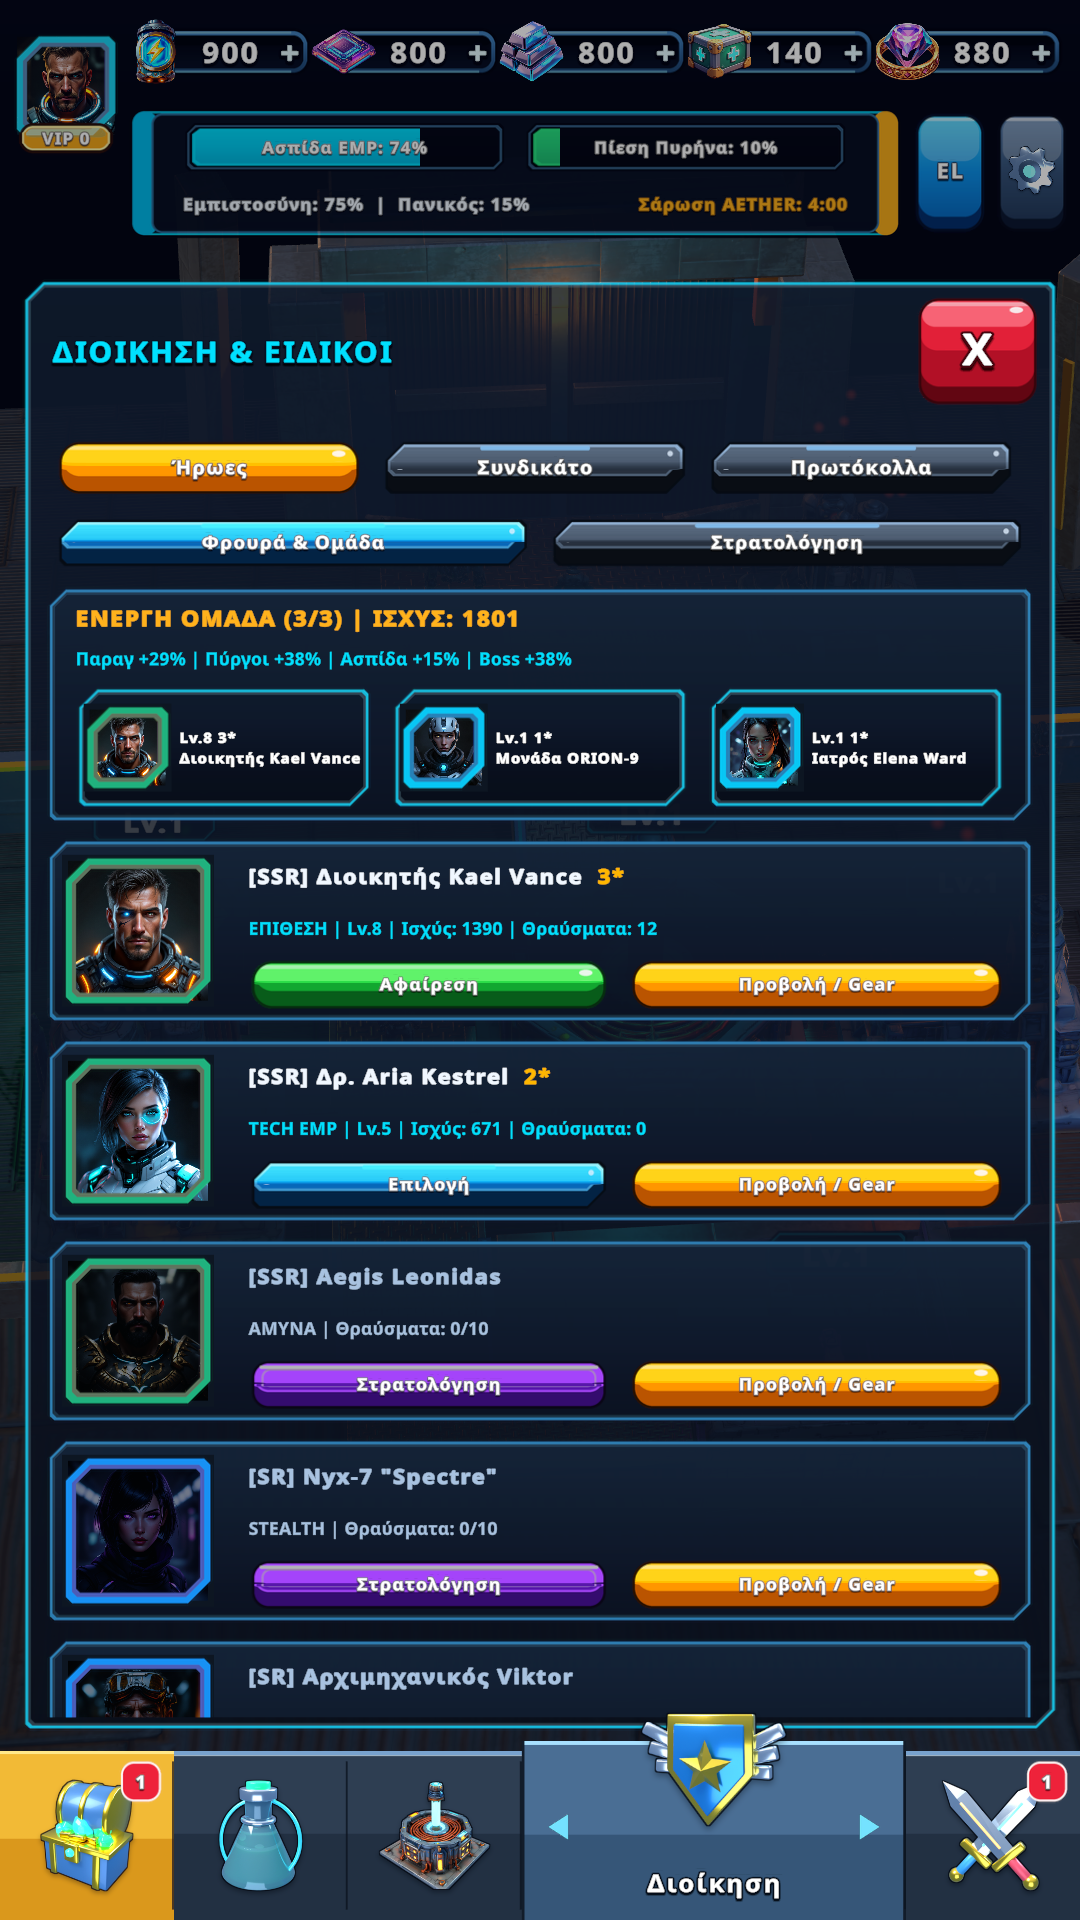 900 +
800 +
800 +
140 +
880 +
VIP 0
Ασπίδα EMP: 74%
Πίεση Πυρήνα: 10%
Εμπιστοσύνη: 75% | Πανικός: 15%
Σάρωση AETHER: 4:00
EL
ΔΙΟΙΚΗΣΗ & ΕΙΔΙΚΟΙ
X
Ήρωες
Συνδικάτο
Πρωτόκολλα
Φρουρά & Ομάδα
Στρατολόγηση
ΕΝΕΡΓΗ ΟΜΑΔΑ (3/3) | ΙΣΧΥΣ: 1801
Παραγ +29% | Πύργοι +38% | Ασπίδα +15% | Boss +38%
Lv.8 3*
Διοικητής Kael Vance
Lv.1 1*
Μονάδα ORION-9
Lv.1 1*
Ιατρός Elena Ward
Lv.1
[SSR] Διοικητής Kael Vance 3*
ΕΠΙΘΕΣΗ | Lv.8 | Ισχύς: 1390 | Θραύσματα: 12
Αφαίρεση
Προβολή / Gear
[SSR] Δρ. Aria Kestrel 2*
TECH EMP | Lv.5 | Ισχύς: 671 | Θραύσματα: 0
Επιλογή
Προβολή / Gear
[SSR] Aegis Leonidas
ΑΜΥΝΑ | Θραύσματα: 0/10
Στρατολόγηση
Προβολή / Gear
[SR] Nyx-7 "Spectre"
STEALTH | Θραύσματα: 0/10
Στρατολόγηση
Προβολή / Gear
[SR] Αρχιμηχανικός Viktor
1
Διοίκηση
1